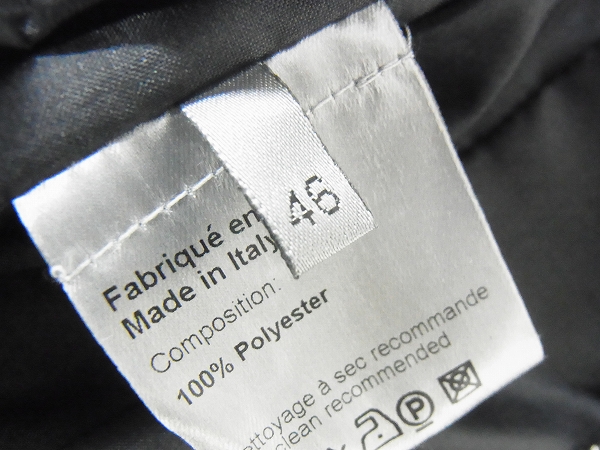 46
Fabriqué en
Made in Italy
Composition:
100% Polyester
ettoyage à sec recommande
clean recommended
P